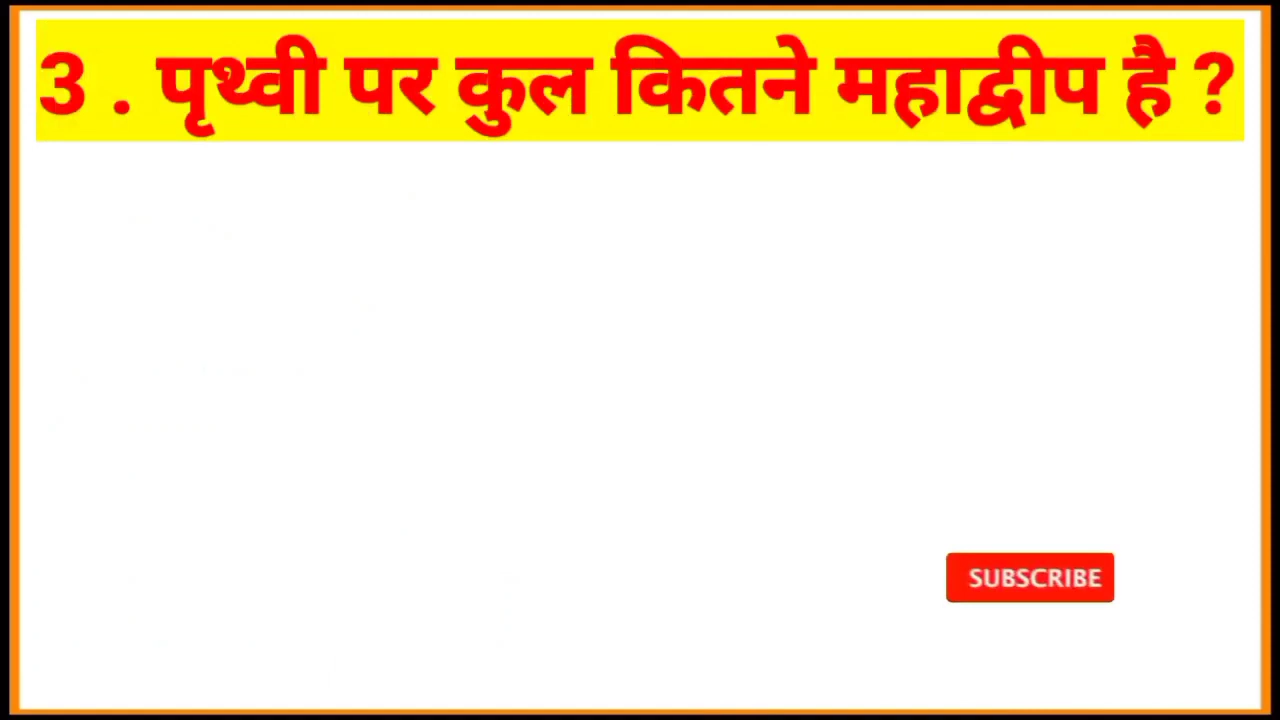 3 . पृथ्वी पर कुल कितने महाद्वीप है ?
SUBSCRIBE